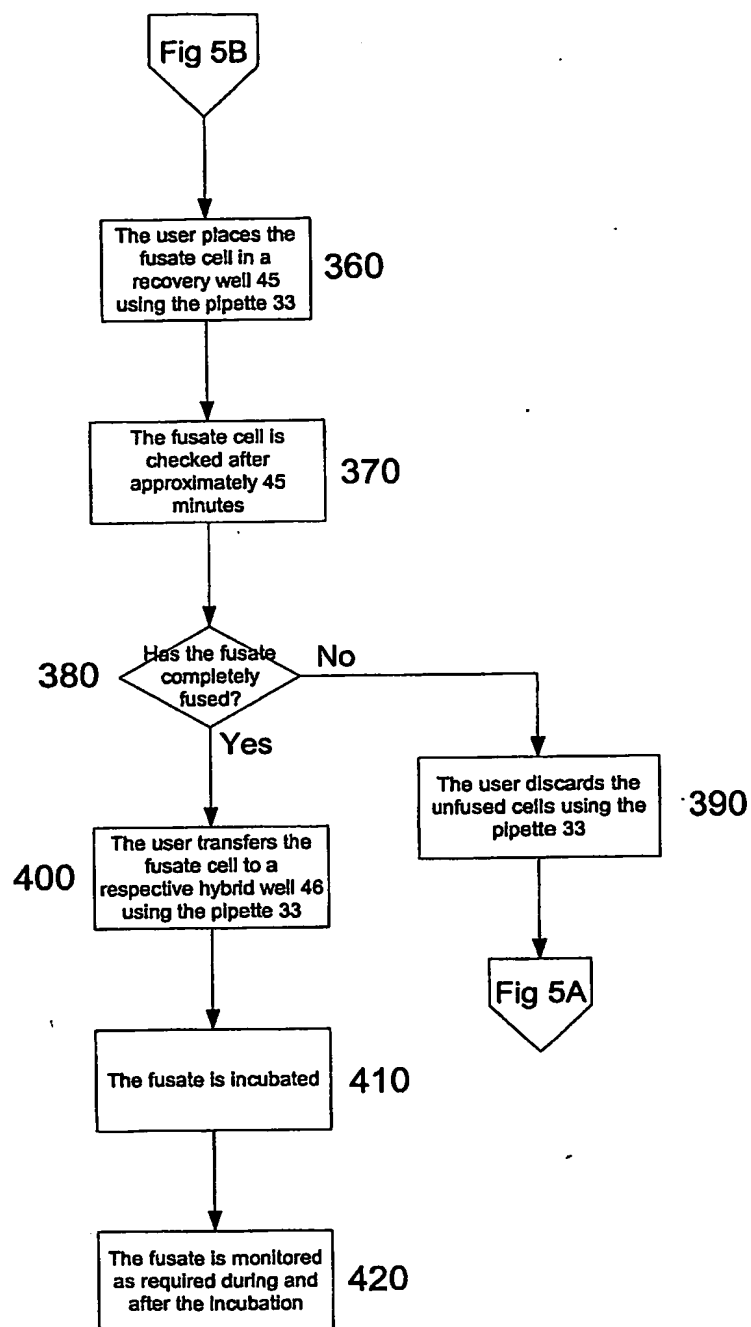 Fig 5B
The user places the
fusate cell in a
recovery well 45
using the pipette 33
360
The fusate cell is
checked after
approximately 45
minutes
370
380
Has the fusate
completely
fused?
No
Yes
The user discards the
unfused cells using the
pipette 33
390
400
The user transfers the
fusate cell to a
respective hybrid well 46
using the pipette 33
Fig 5A
The fusate is incubated
410
The fusate is monitored
as required during and
after the incubation
420